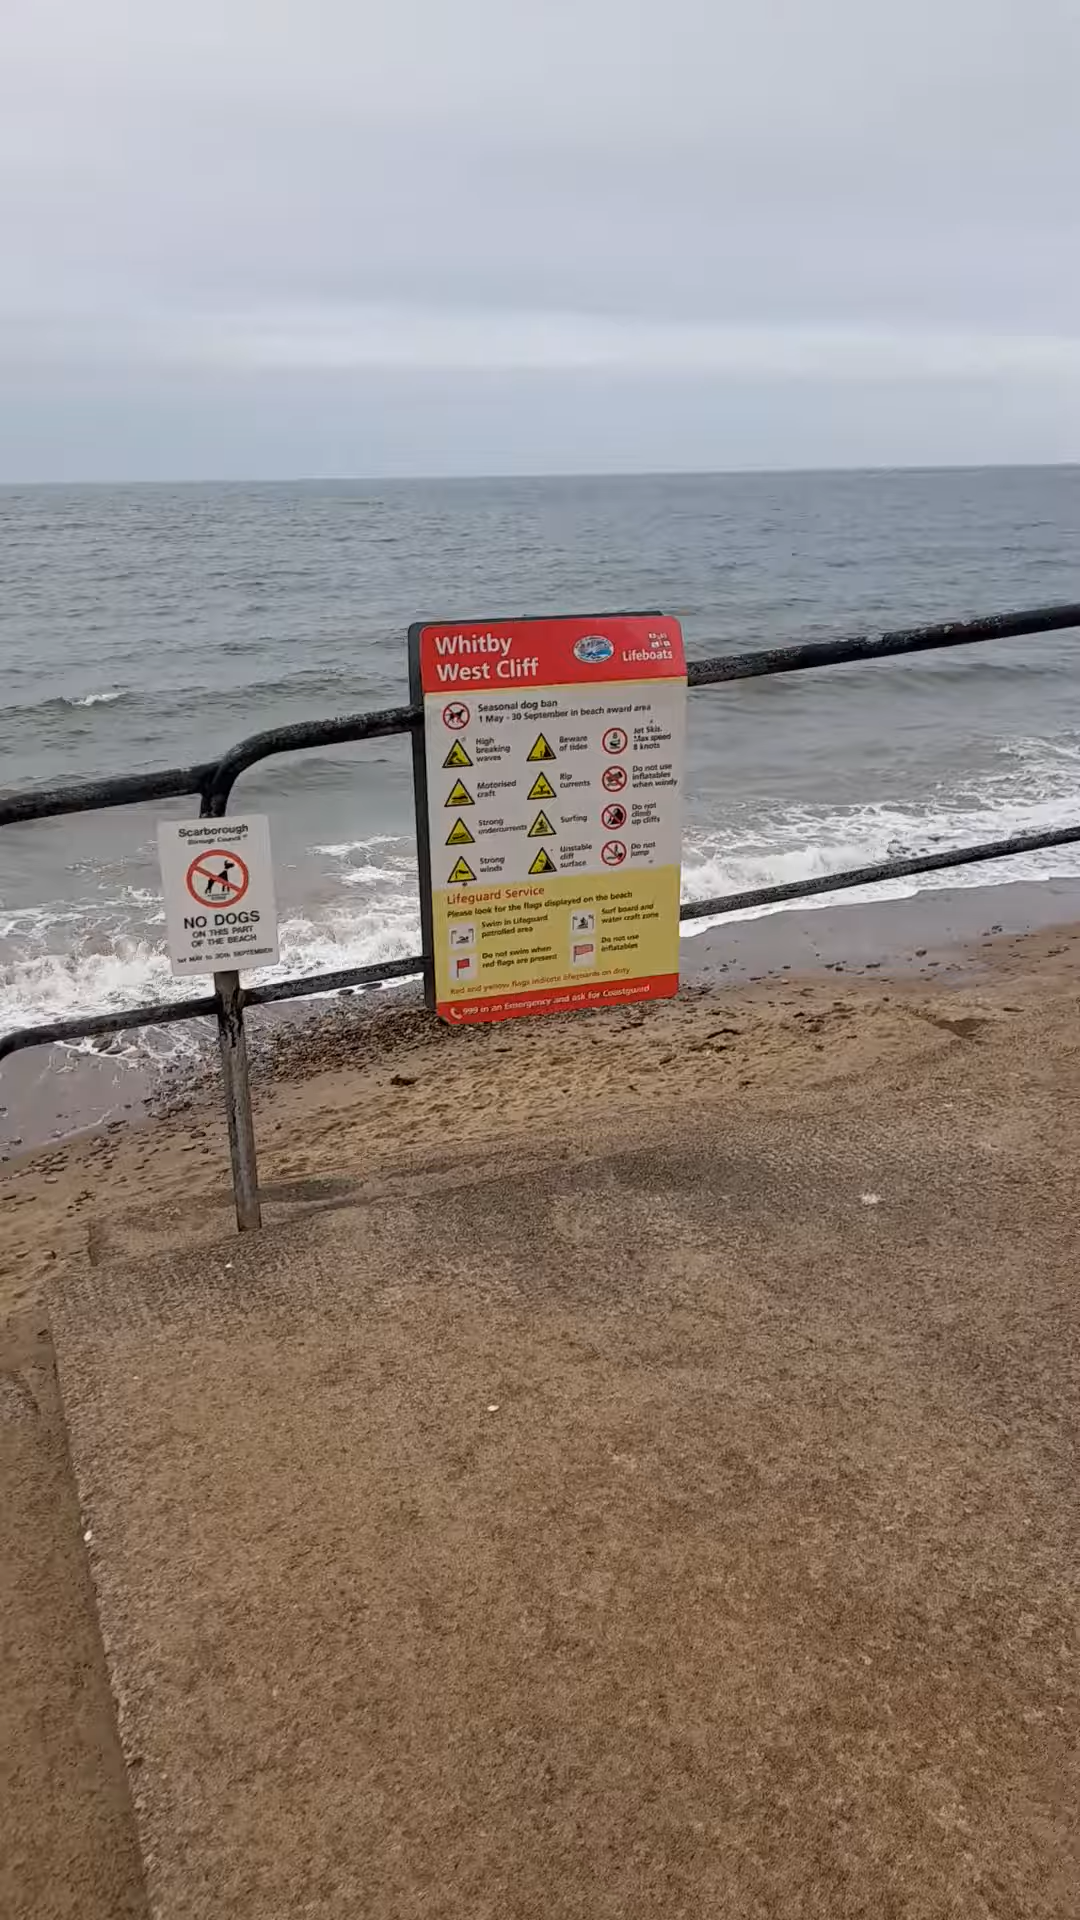 Whitby
West Cliff
Lifeboats
Seasonal dog ban
1 May - 30 September in beach award area
High
breaking
waves
Beware
of tides
Jet Skis.
Max speed
8 knots
Motorised
craft
Rip
currents
Do not use
inflatables
when windy
Strong
undercurrents
Surfing
Do not
climb
up cliffs
Strong
winds
Unstable
cliff
surface
Do not
jump
Lifeguard Service
Please look for the flags displayed on the beach
Swim in Lifeguard
patrolled area
Surf board and
water craft zone
Do not swim when
red flags are present
Do not use
inflatables
Red and yellow flags indicate lifeguards on duty
999 in an Emergency and ask for Coastguard
Scarborough
Borough Council
NO DOGS
ON THIS PART
OF THE BEACH
1st MAY to 30th SEPTEMBER